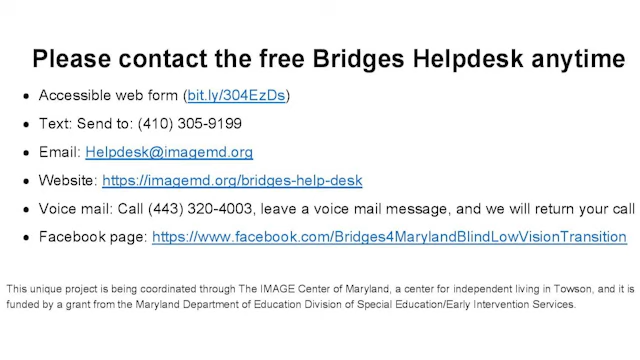 Please contact the free Bridges Helpdesk anytime
• Accessible web form (bit.ly/304EzDs)
• Text: Send to: (410) 305-9199
• Email: Helpdesk@imagemd.org
• Website: https://imagemd.org/bridges-help-desk
• Voice mail: Call (443) 320-4003, leave a voice mail message, and we will return your call
• Facebook page: https://www.facebook.com/Bridges4MarylandBlindLowVisionTransition
This unique project is being coordinated through The IMAGE Center of Maryland, a center for independent living in Towson, and it is
funded by a grant from the Maryland Department of Education Division of Special Education/Early Intervention Services.